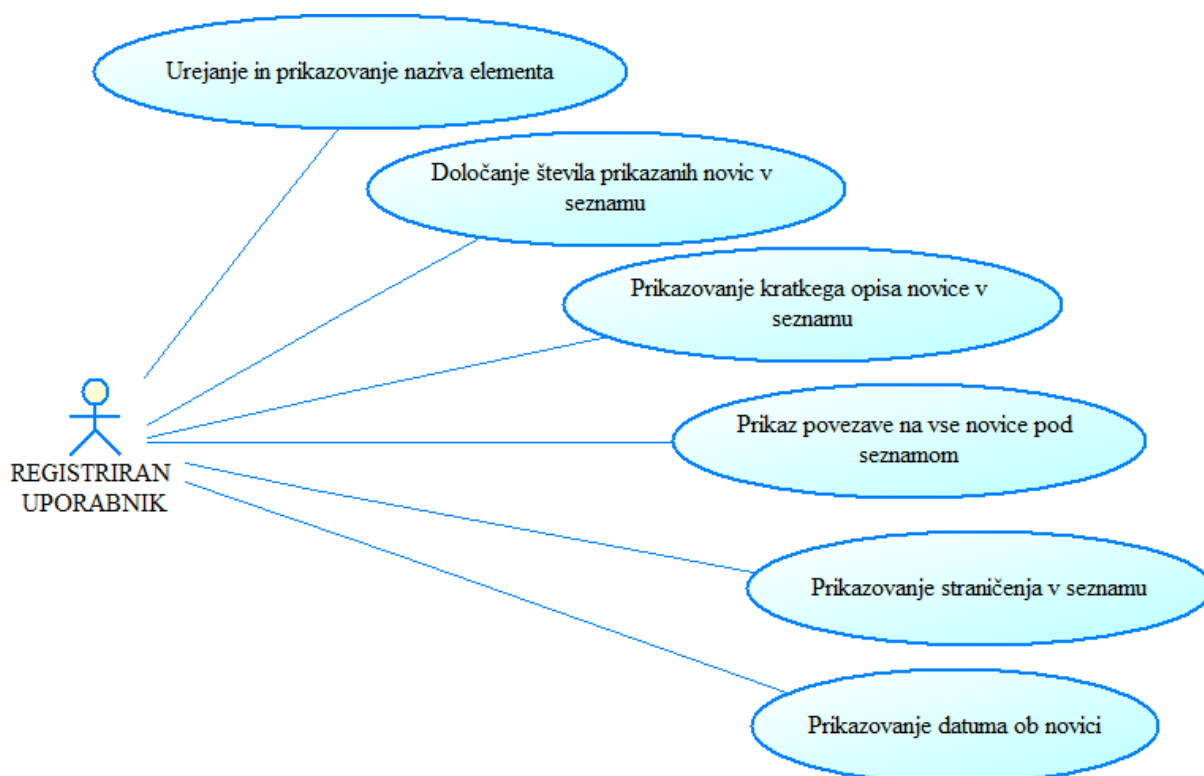 Urejanje in prikazovanje naziva elementa
Določanje števila prikazanih novic v
seznamu
Prikazovanje kratkega opisa novice v
seznamu
Prikaz povezave na vse novice pod
seznamom
REGISTRIRAN
UPORABNIK
Prikazovanje straničenja v seznamu
Prikazovanje datuma ob novici